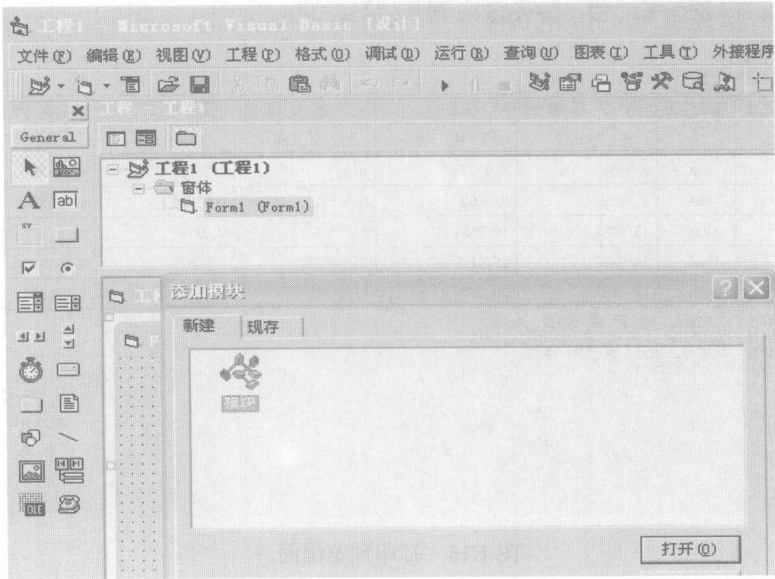 工程1 - Microsoft Visual Basic [设计]
文件(F) 编辑(E) 视图(V) 工程(P) 格式(O) 调试(D) 运行(R) 查询(U) 图表(I) 工具(T) 外接程序
工程 - 工程1
General
工程1 (工程1)
窗体
Form1 (Form1)
A
ab
XY
OLE
添加模块
新建
现存
模块
打开(O)